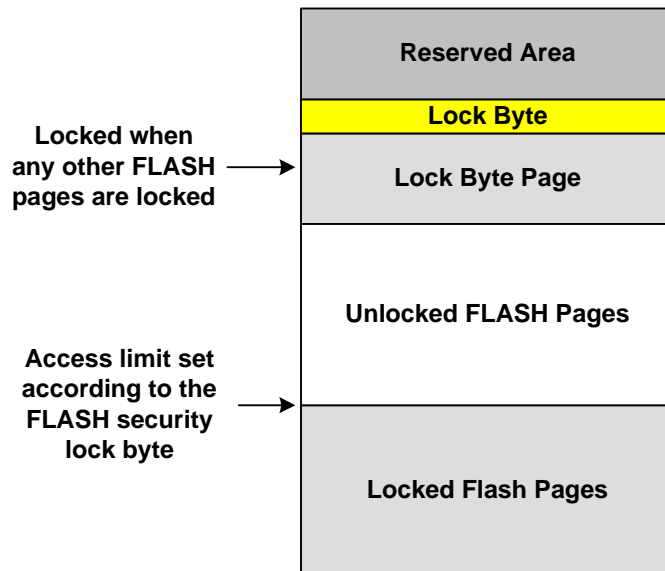 Reserved Area
Lock Byte
Locked when
any other FLASH
pages are locked
Lock Byte Page
Unlocked FLASH Pages
Access limit set
according to the
FLASH security
lock byte
Locked Flash Pages